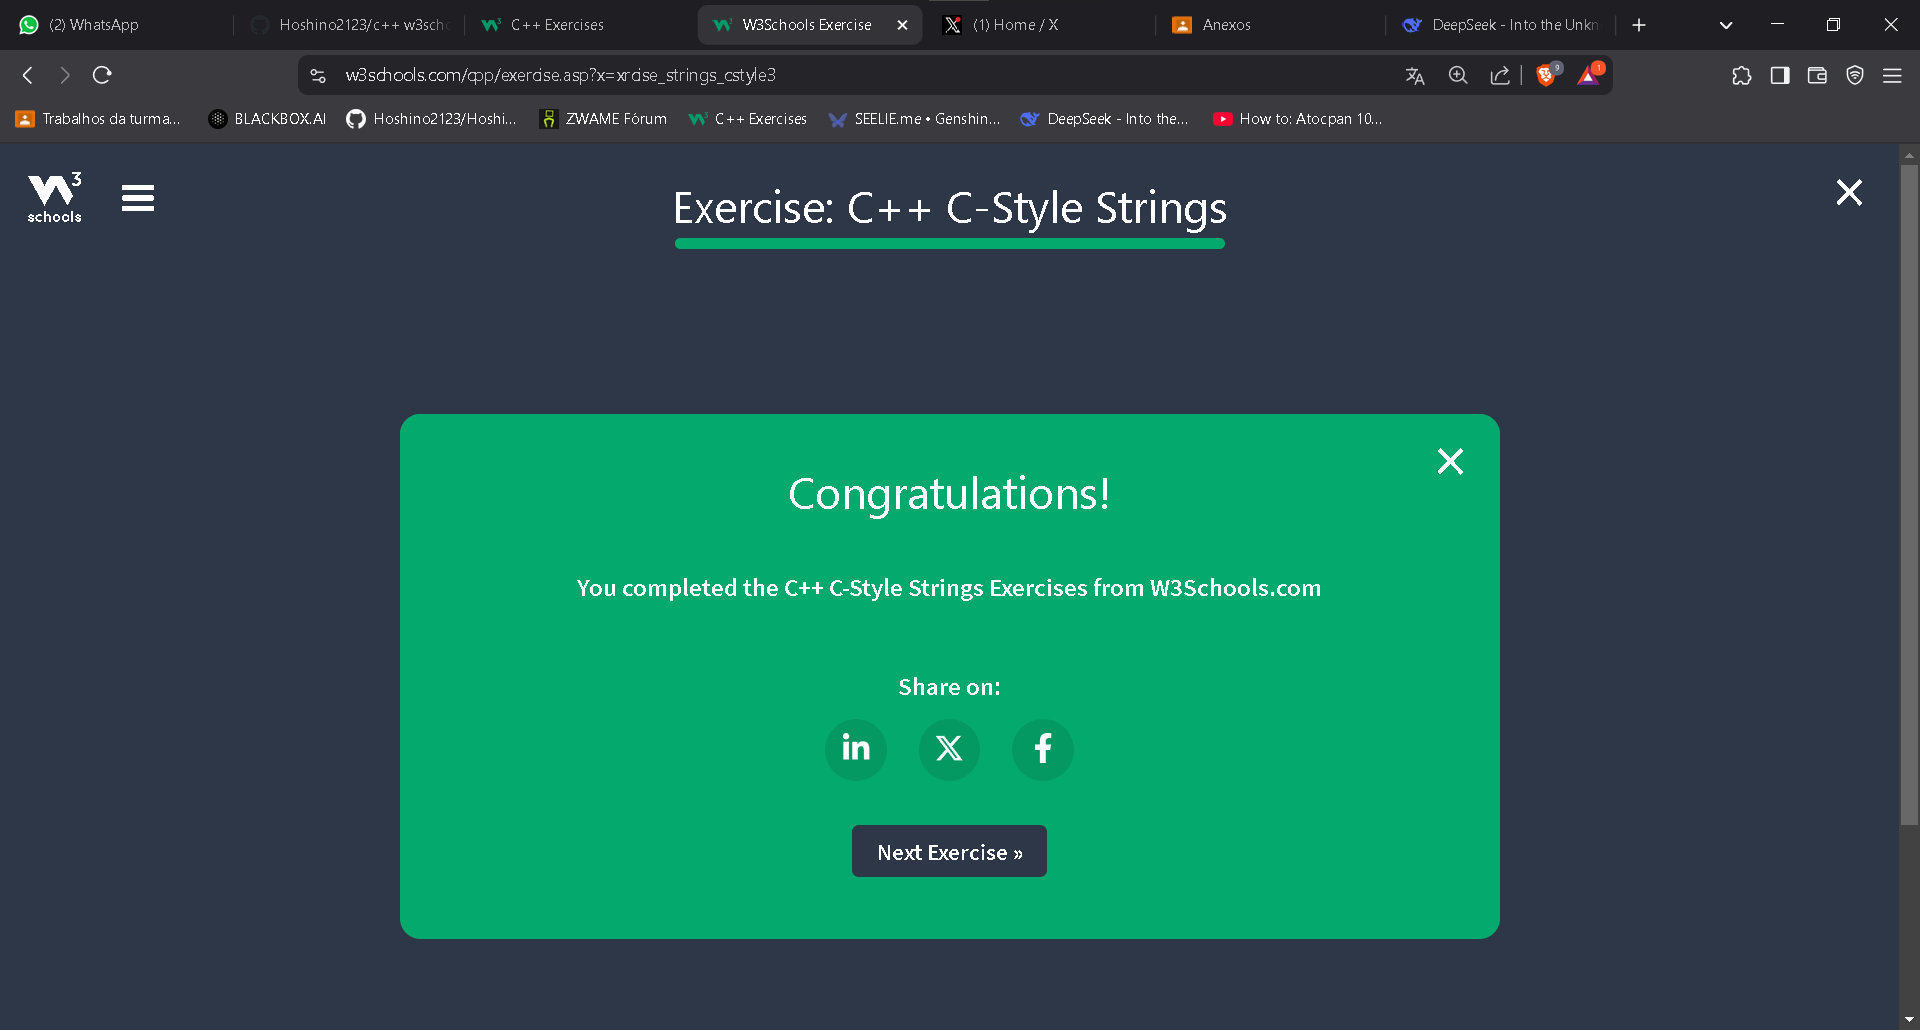 (2) WhatsApp
Hoshino2123/c++ w3scho
C++ Exercises
W3Schools Exercise
(1) Home / X
Anexos
DeepSeek - Into the Unkn
w3schools.com/cpp/exercise.asp?x=xrcise_strings_cstyle3
9
1
Trabalhos da turma...
BLACKBOX.AI
Hoshino2123/Hoshi...
ZWAME Fórum
C++ Exercises
SEELIE.me • Genshin...
DeepSeek - Into the...
How to: Atocpan 10...
3
schools
Exercise: C++ C-Style Strings
Congratulations!
You completed the C++ C-Style Strings Exercises from W3Schools.com
Share on:
Next Exercise »